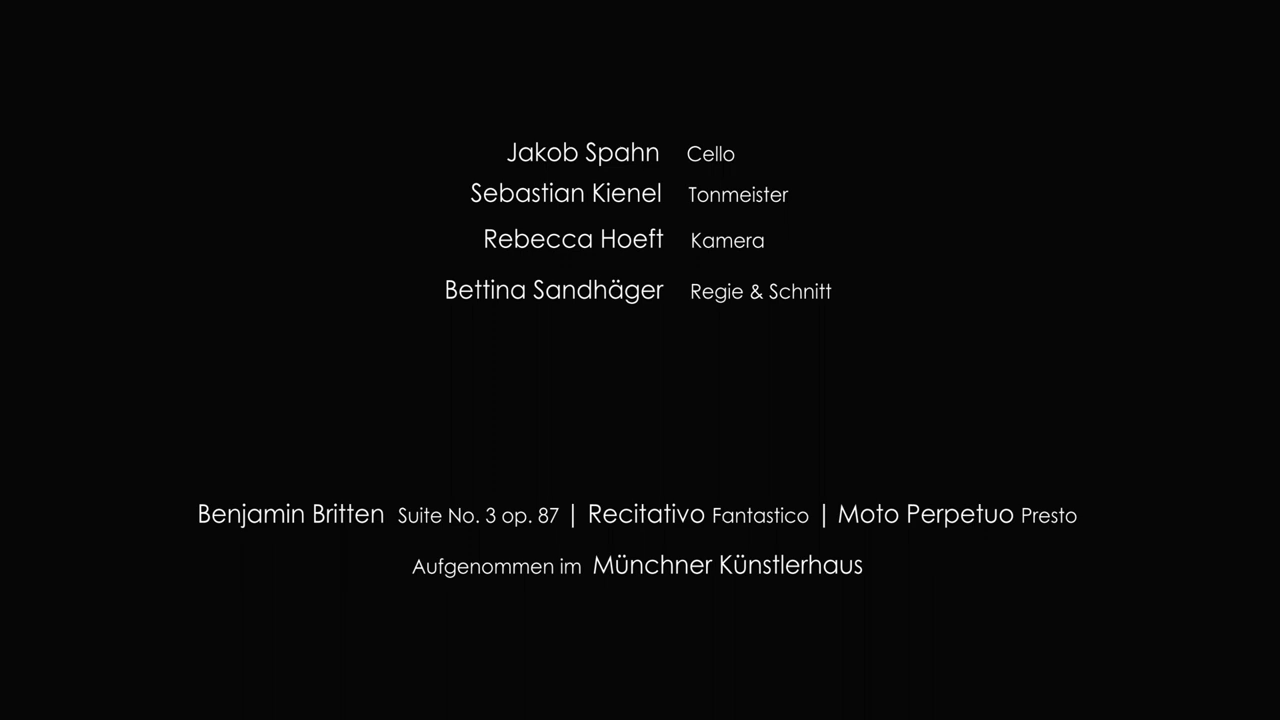 Jakob Spahn Cello
Sebastian Kienel Tonmeister
Rebecca Hoeft Kamera
Bettina Sandhäger Regie & Schnitt
Benjamin Britten Suite No. 3 op. 87 | Recitativo Fantastico | Moto Perpetuo Presto
Aufgenommen im Münchner Künstlerhaus